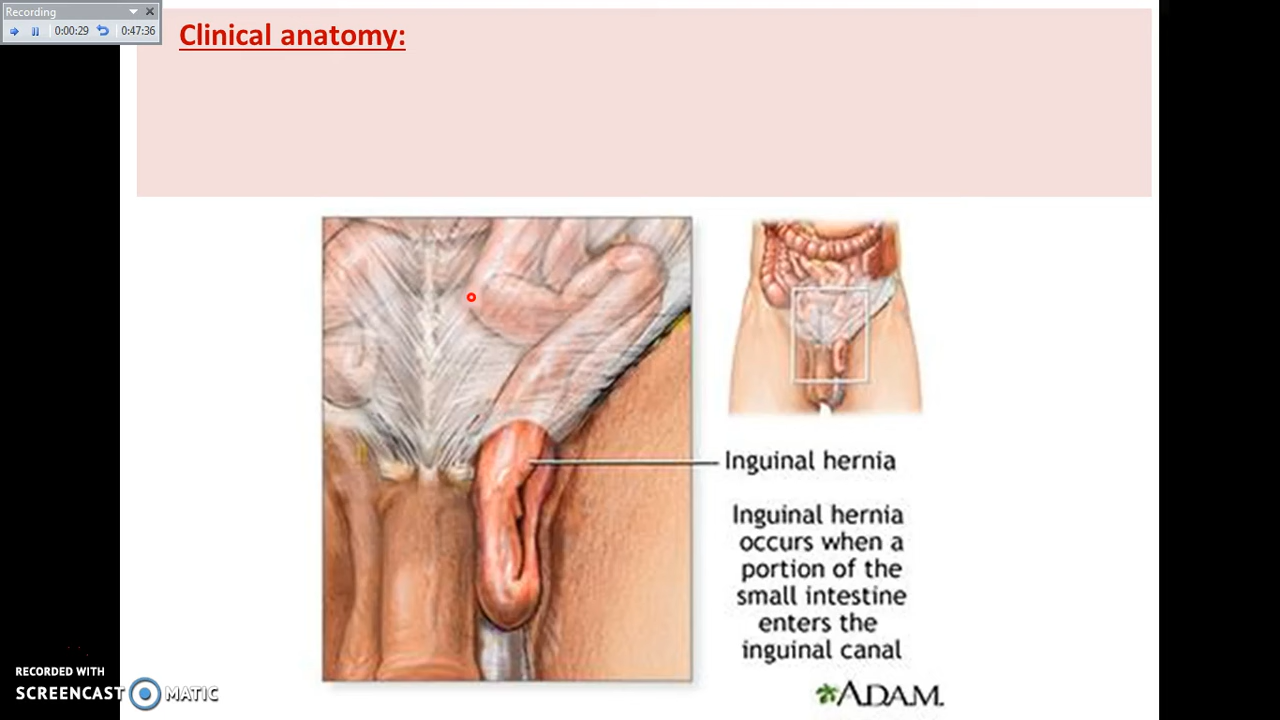 Recording
0:00:29
0:47:36
Clinical anatomy:
Inguinal hernia
Inguinal hernia
occurs when a
portion of the
small intestine
enters the
inguinal canal
ADAM.
RECORDED WITH
SCREENCAST MATIC